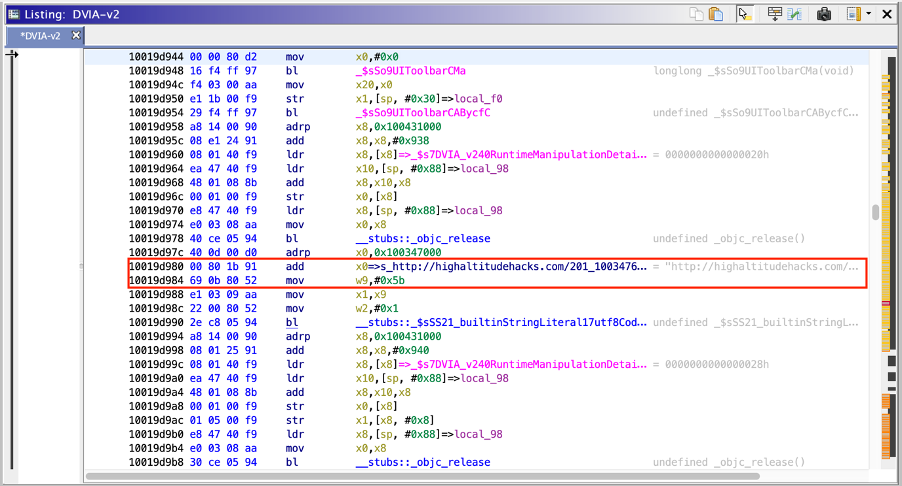 Listing: DVIA-v2
*DVIA-v2
10019d944 00 00 80 d2 mov x0,#0x0
10019d948 16 f4 ff 97 bl _$sSo9UIToolbarCMa longlong _$sSo9UIToolbarCMa(void)
10019d94c f4 03 00 aa mov x20,x0
10019d950 e1 1b 00 f9 str x1,[sp, #0x30]=>local_f0
10019d954 29 f4 ff 97 bl _$sSo9UIToolbarCABycfC undefined _$sSo9UIToolbarCABycfC...
10019d958 a8 14 00 90 adrp x8,0x100431000
10019d95c 08 e1 24 91 add x8,x8,#0x938
10019d960 08 01 40 f9 ldr x8,[x8]=>_$s7DVIA_v240RuntimeManipulationDetai... = 0000000000000020h
10019d964 ea 47 40 f9 ldr x10,[sp, #0x88]=>local_98
10019d968 48 01 08 8b add x8,x10,x8
10019d96c 00 01 00 f9 str x0,[x8]
10019d970 e8 47 40 f9 ldr x8,[sp, #0x88]=>local_98
10019d974 e0 03 08 aa mov x0,x8
10019d978 40 ce 05 94 bl __stubs::_objc_release undefined _objc_release()
10019d97c 40 0d 00 d0 adrp x0,0x100347000
10019d980 00 80 1b 91 add x0=>s_http://highaltitudehacks.com/201_1003476... = "http://highaltitudehacks.com/...
10019d984 69 0b 80 52 mov w9,#0x5b
10019d988 e1 03 09 aa mov x1,x9
10019d98c 22 00 80 52 mov w2,#0x1
10019d990 2e c8 05 94 bl __stubs::_$sSS21_builtinStringLiteral17utf8Cod... undefined _$sSS21_builtinStringL...
10019d994 a8 14 00 90 adrp x8,0x100431000
10019d998 08 01 25 91 add x8,x8,#0x940
10019d99c 08 01 40 f9 ldr x8,[x8]=>_$s7DVIA_v240RuntimeManipulationDetai... = 0000000000000028h
10019d9a0 ea 47 40 f9 ldr x10,[sp, #0x88]=>local_98
10019d9a4 48 01 08 8b add x8,x10,x8
10019d9a8 00 01 00 f9 str x0,[x8]
10019d9ac 01 05 00 f9 str x1,[x8, #0x8]
10019d9b0 e8 47 40 f9 ldr x8,[sp, #0x88]=>local_98
10019d9b4 e0 03 08 aa mov x0,x8
10019d9b8 30 ce 05 94 bl __stubs::_objc_release undefined _objc_release()